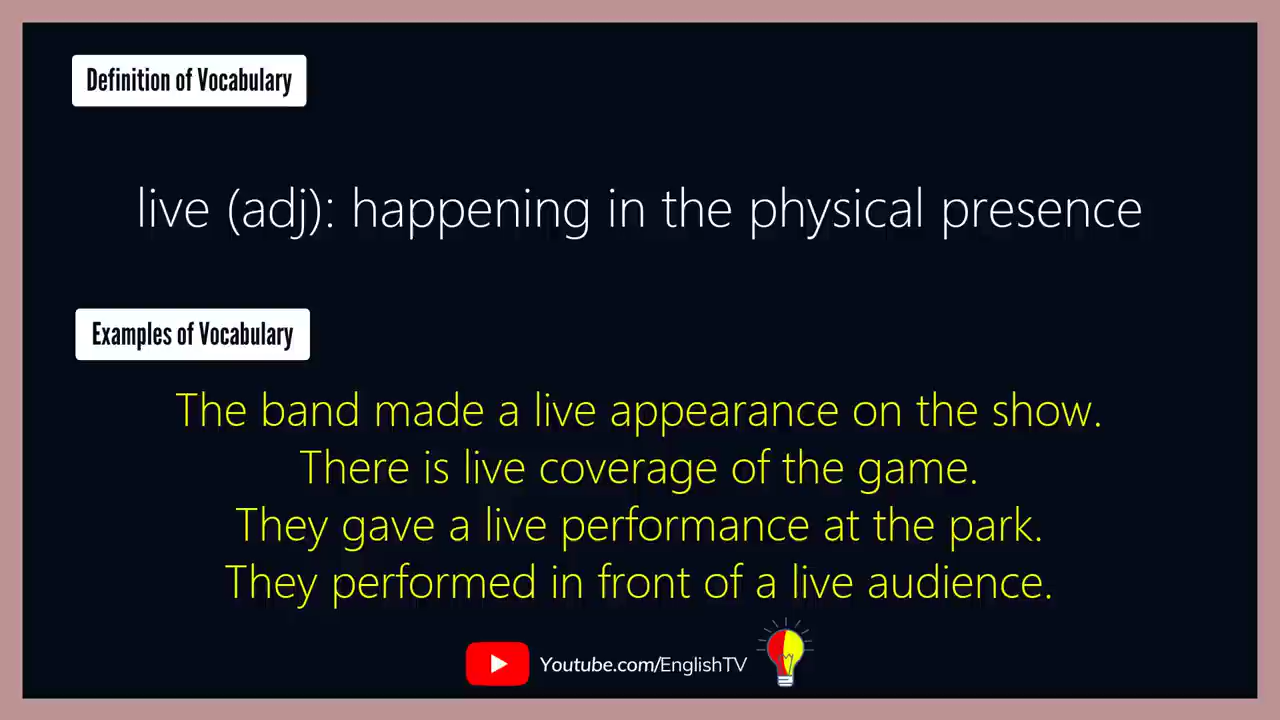 Definition of Vocabulary
live (adj): happening in the physical presence
Examples of Vocabulary
The band made a live appearance on the show.
There is live coverage of the game.
They gave a live performance at the park.
They performed in front of a live audience.
Youtube.com/EnglishTV